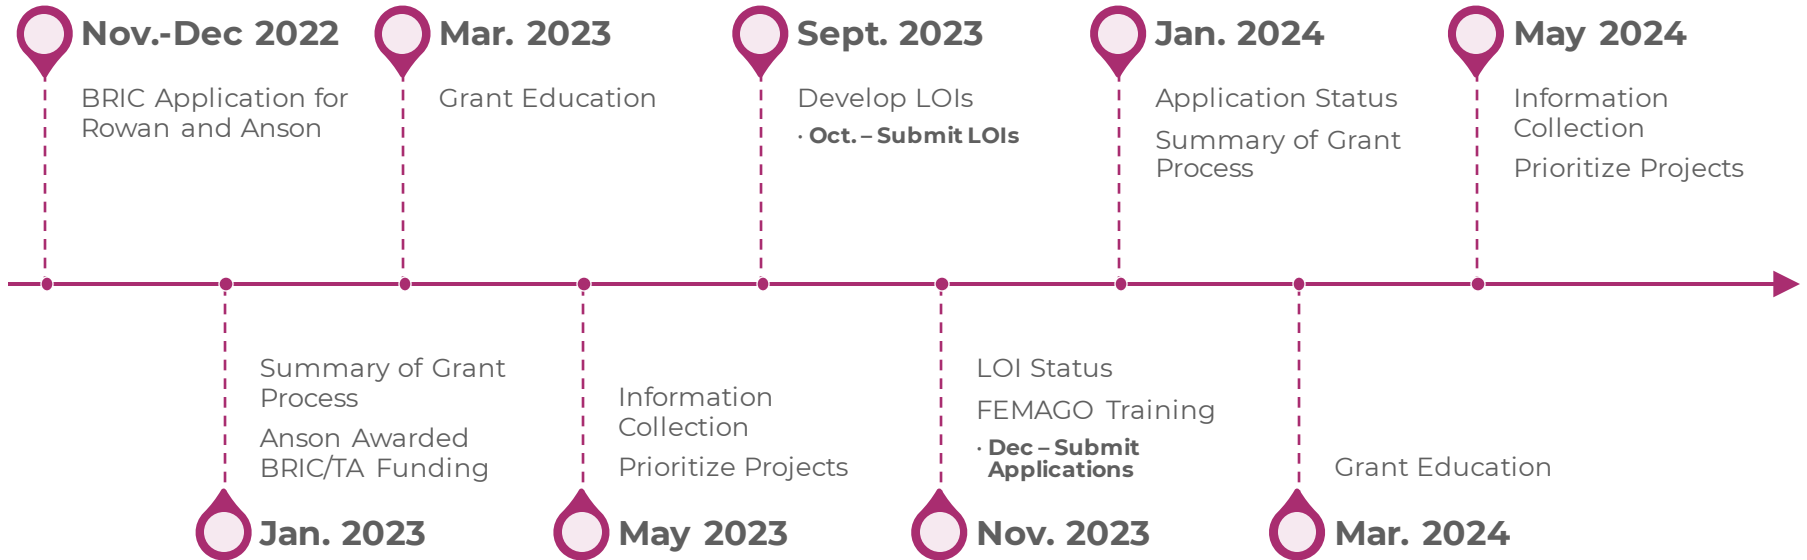 Nov.-Dec 2022
BRIC Application for
Rowan and Anson
Mar. 2023
Grant Education
Sept. 2023
Develop LOIs
· Oct. – Submit LOIs
Jan. 2024
Application Status
Summary of Grant
Process
May 2024
Information
Collection
Prioritize Projects
Summary of Grant
Process
Anson Awarded
BRIC/TA Funding
Jan. 2023
Information
Collection
Prioritize Projects
May 2023
LOI Status
FEMAGO Training
· Dec – Submit
Applications
Nov. 2023
Grant Education
Mar. 2024